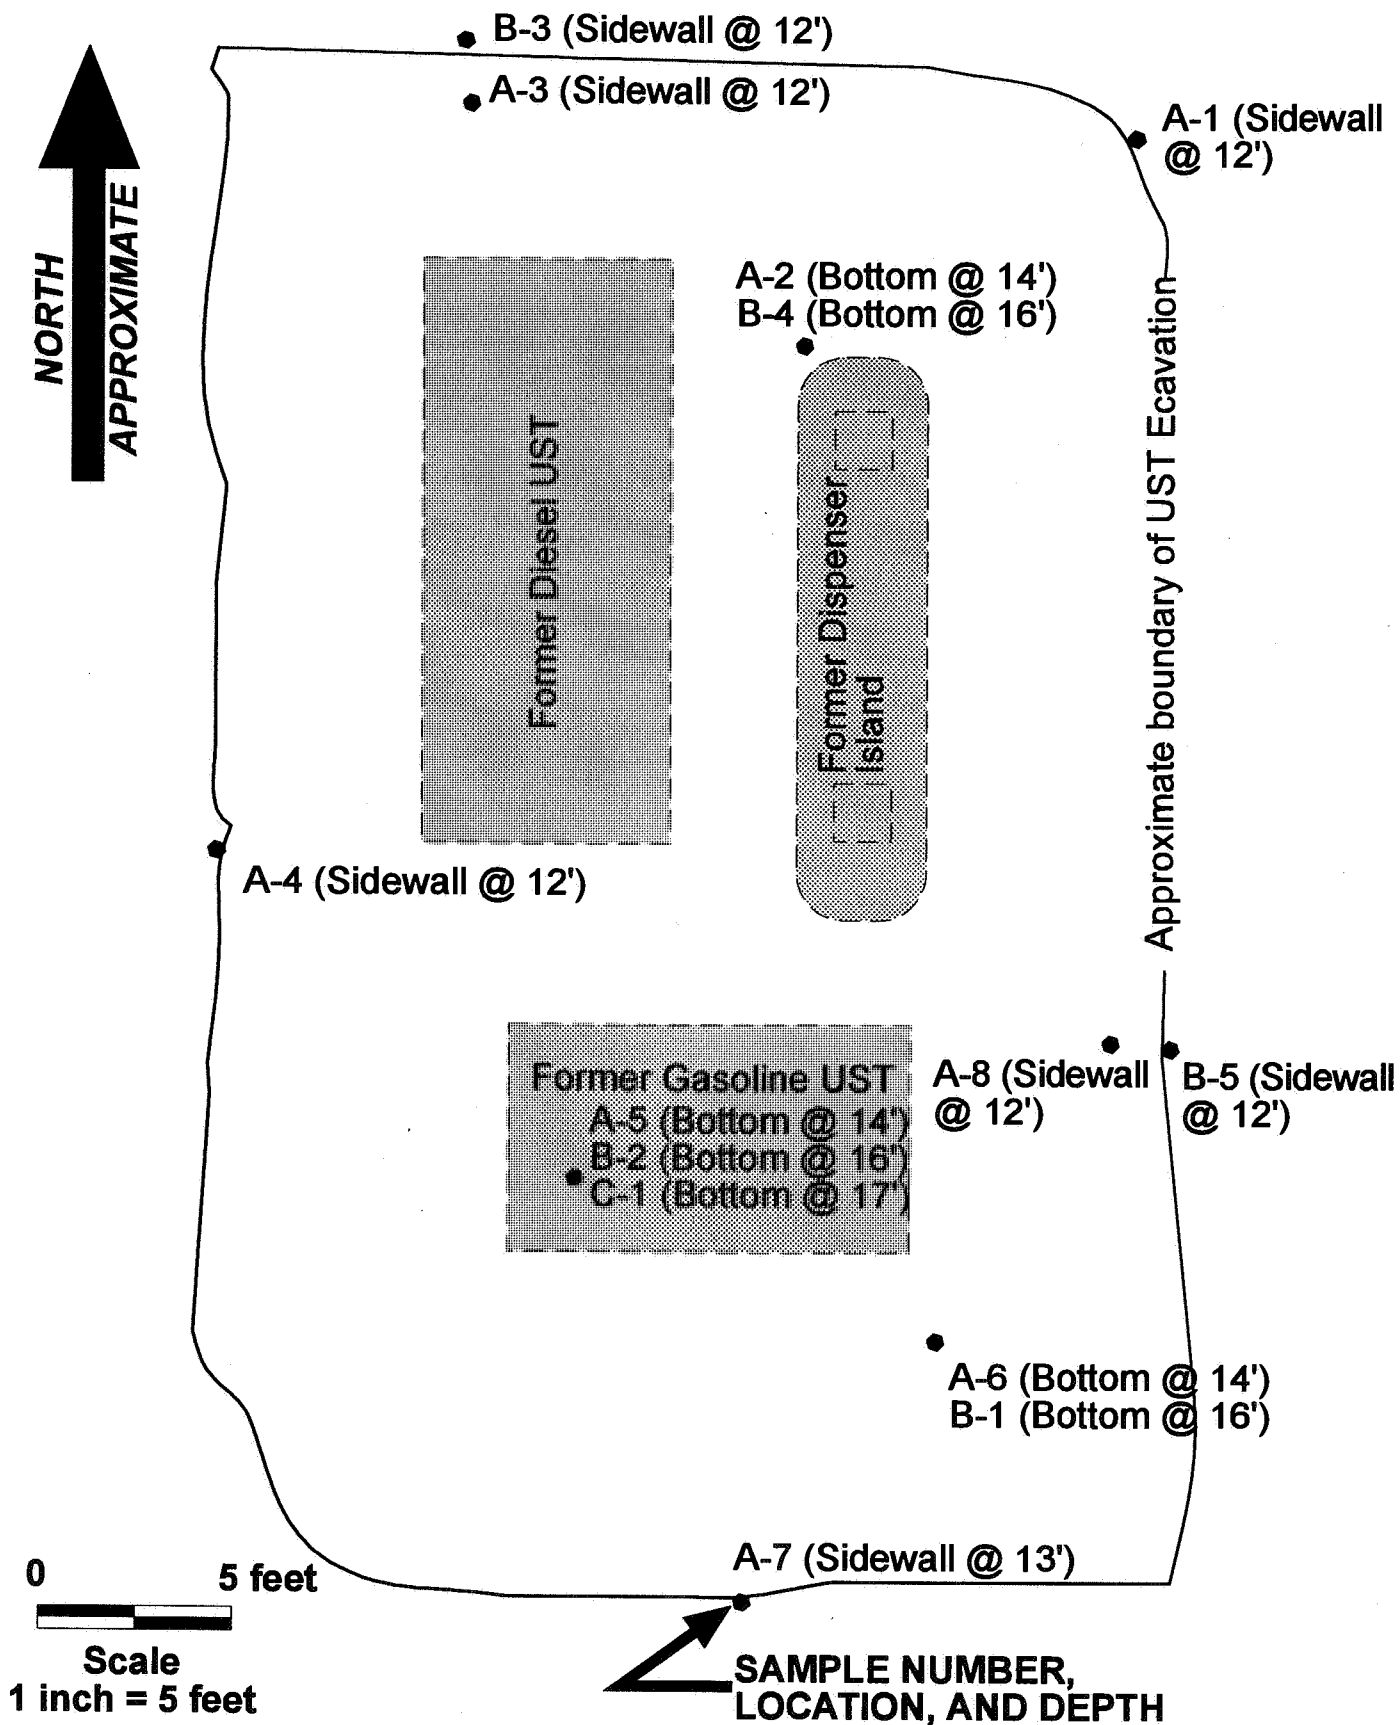 B-3 (Sidewall @ 12')
A-3 (Sidewall @ 12')
A-1 (Sidewall
@ 12')
NORTH
APPROXIMATE
A-2 (Bottom @ 14')
B-4 (Bottom @ 16')
Former Diesel UST
Former Dispenser
Island
Approximate boundary of UST Ecavation
A-4 (Sidewall @ 12')
Former Gasoline UST
A-5 (Bottom @ 14')
B-2 (Bottom @ 16')
C-1 (Bottom @ 17')
A-8 (Sidewall
@ 12')
B-5 (Sidewall
@ 12')
A-6 (Bottom @ 14')
B-1 (Bottom @ 16')
A-7 (Sidewall @ 13')
0 5 feet
Scale
1 inch = 5 feet
SAMPLE NUMBER,
LOCATION, AND DEPTH